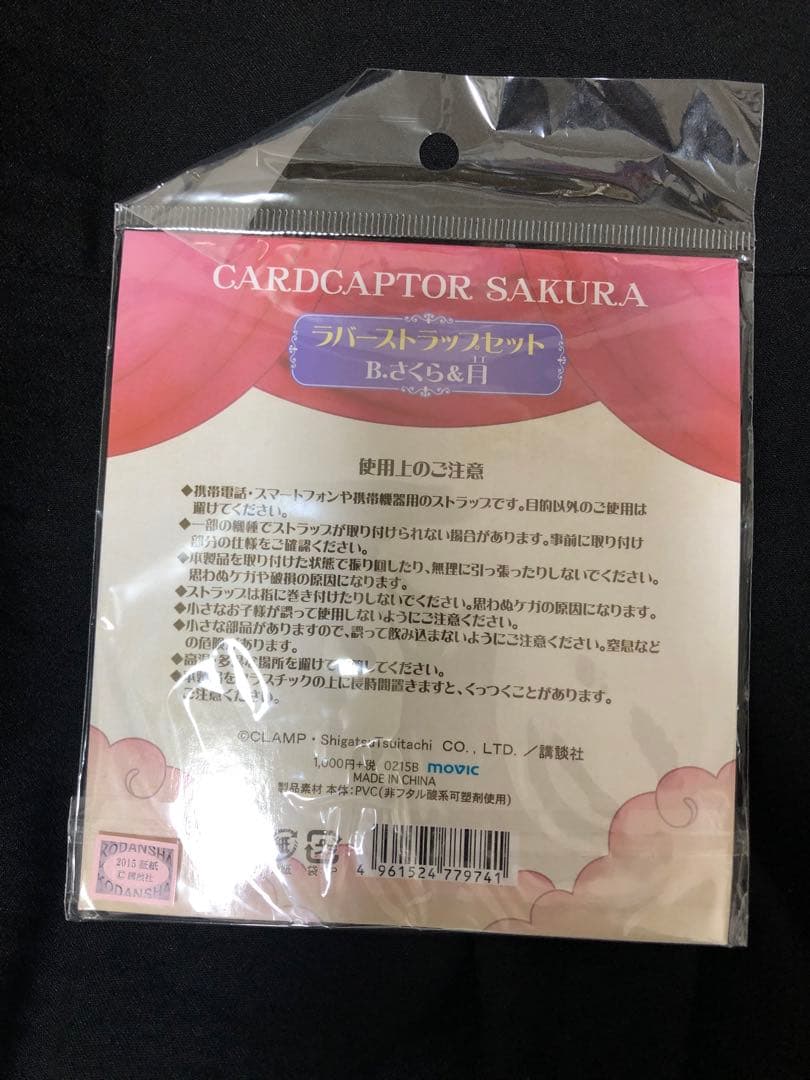 CARDCAPTOR SAKURA
ラバーストラップセット
B.さくら&月
使用上のご注意
◆携帯電話・スマートフォンや携帯機器用のストラップです。目的以外のご使用は
避けてください。
◆一部の機種でストラップが取り付けられない場合があります。事前に取り付け
部分の仕様をご確認ください。
◆本製品を取り付けた状態で振り回したり、無理に引っ張ったりしないでください。
思わぬケガや破損の原因になります。
◆ストラップは指に巻き付けたりしないでください。思わぬケガの原因になります。
◆小さなお子様が誤って使用しないようにご注意ください。
◆小さな部品がありますので、誤って飲み込まないようにご注意ください。窒息など
の危険があります。
◆高温・多湿な場所を避けて してください。
◆本製品をプラスチックの上に長時間置きますと、くっつくことがあります。
ご注意ください。
©CLAMP・ShigatsuTsuitachi CO., LTD. /講談社
1,000円+税 0215B movic
MADE IN CHINA
製品素材 本体:PVC(非フタル酸系可塑剤使用)
紙 プラ
袋
4 961524 779741
KODANSHA
2015 証紙
© 講談社
KODANSHA